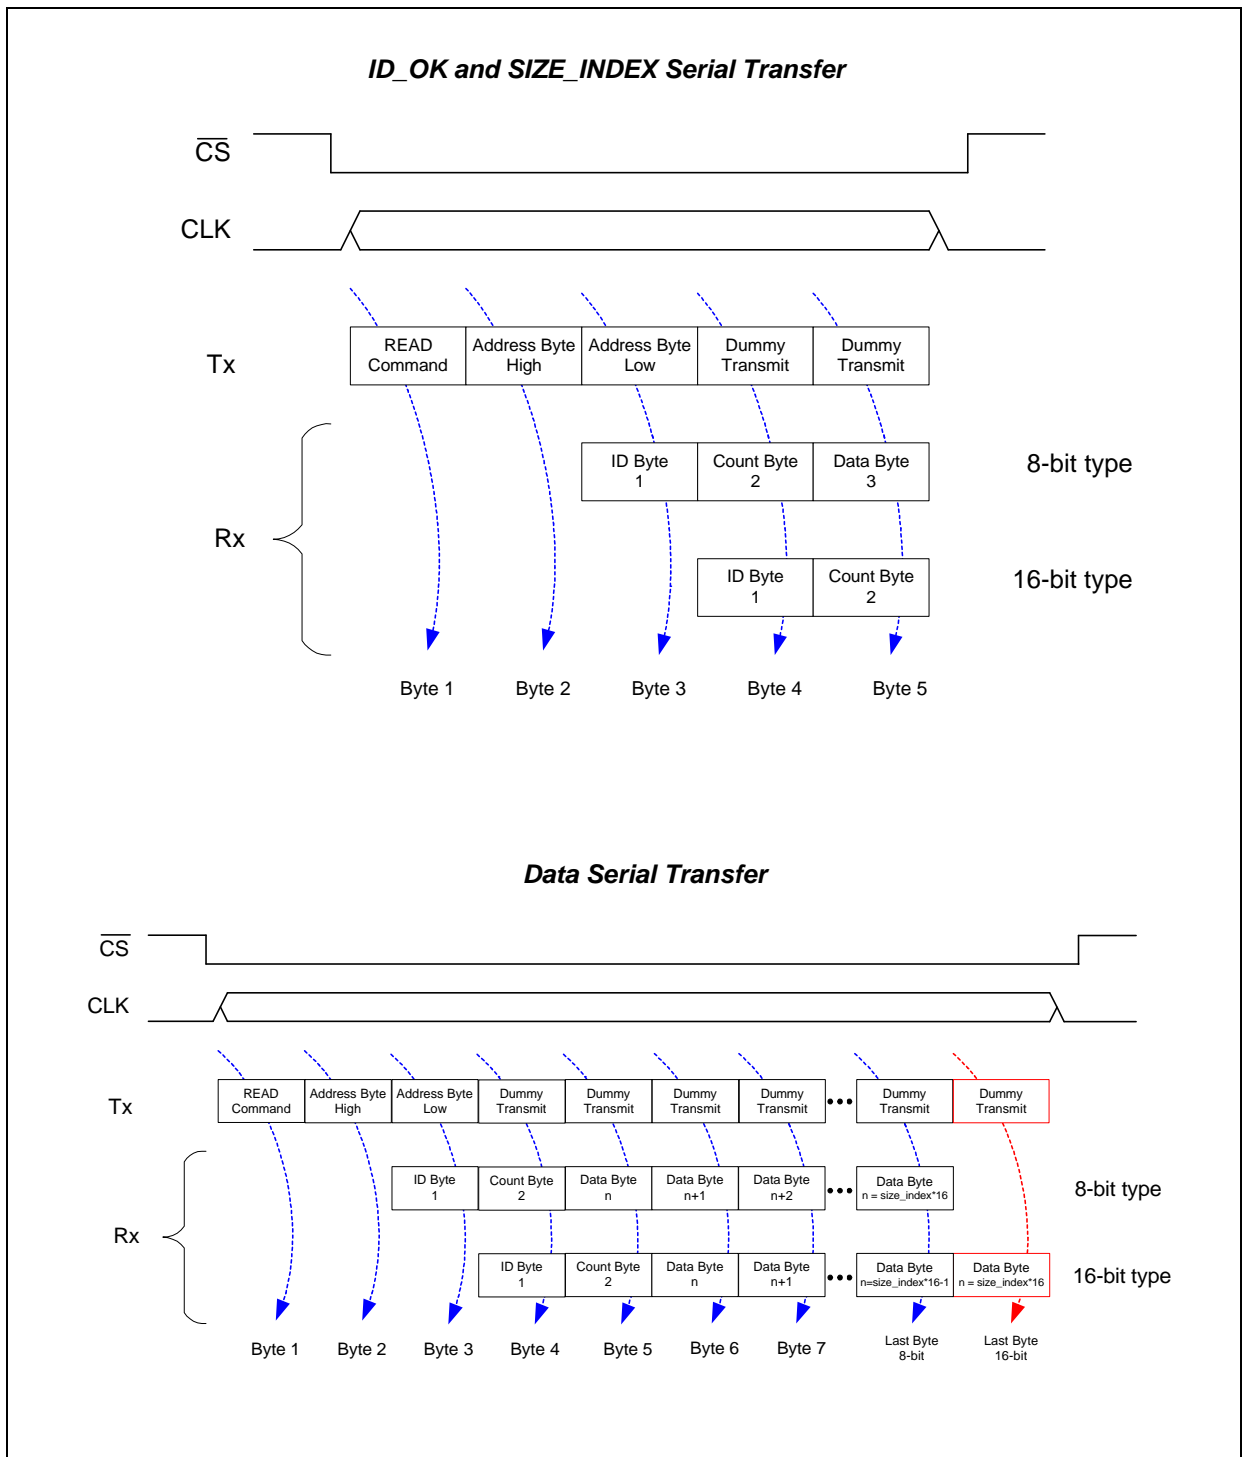 ID_OK and SIZE_INDEX Serial Transfer
CS
CLK
Tx
READ Command
Address Byte High
Address Byte Low
Dummy Transmit
Dummy Transmit
Rx
ID Byte 1
Count Byte 2
Data Byte 3
8-bit type
ID Byte 1
Count Byte 2
16-bit type
Byte 1
Byte 2
Byte 3
Byte 4
Byte 5
Data Serial Transfer
CS
CLK
Tx
READ Command
Address Byte High
Address Byte Low
Dummy Transmit
Dummy Transmit
Dummy Transmit
Dummy Transmit
Dummy Transmit
Dummy Transmit
Rx
ID Byte 1
Count Byte 2
Data Byte n
Data Byte n+1
Data Byte n+2
Data Byte n = size_index*16
8-bit type
ID Byte 1
Count Byte 2
Data Byte n
Data Byte n+1
Data Byte n=size_index*16-1
Data Byte n = size_index*16
16-bit type
Byte 1
Byte 2
Byte 3
Byte 4
Byte 5
Byte 6
Byte 7
Last Byte 8-bit
Last Byte 16-bit